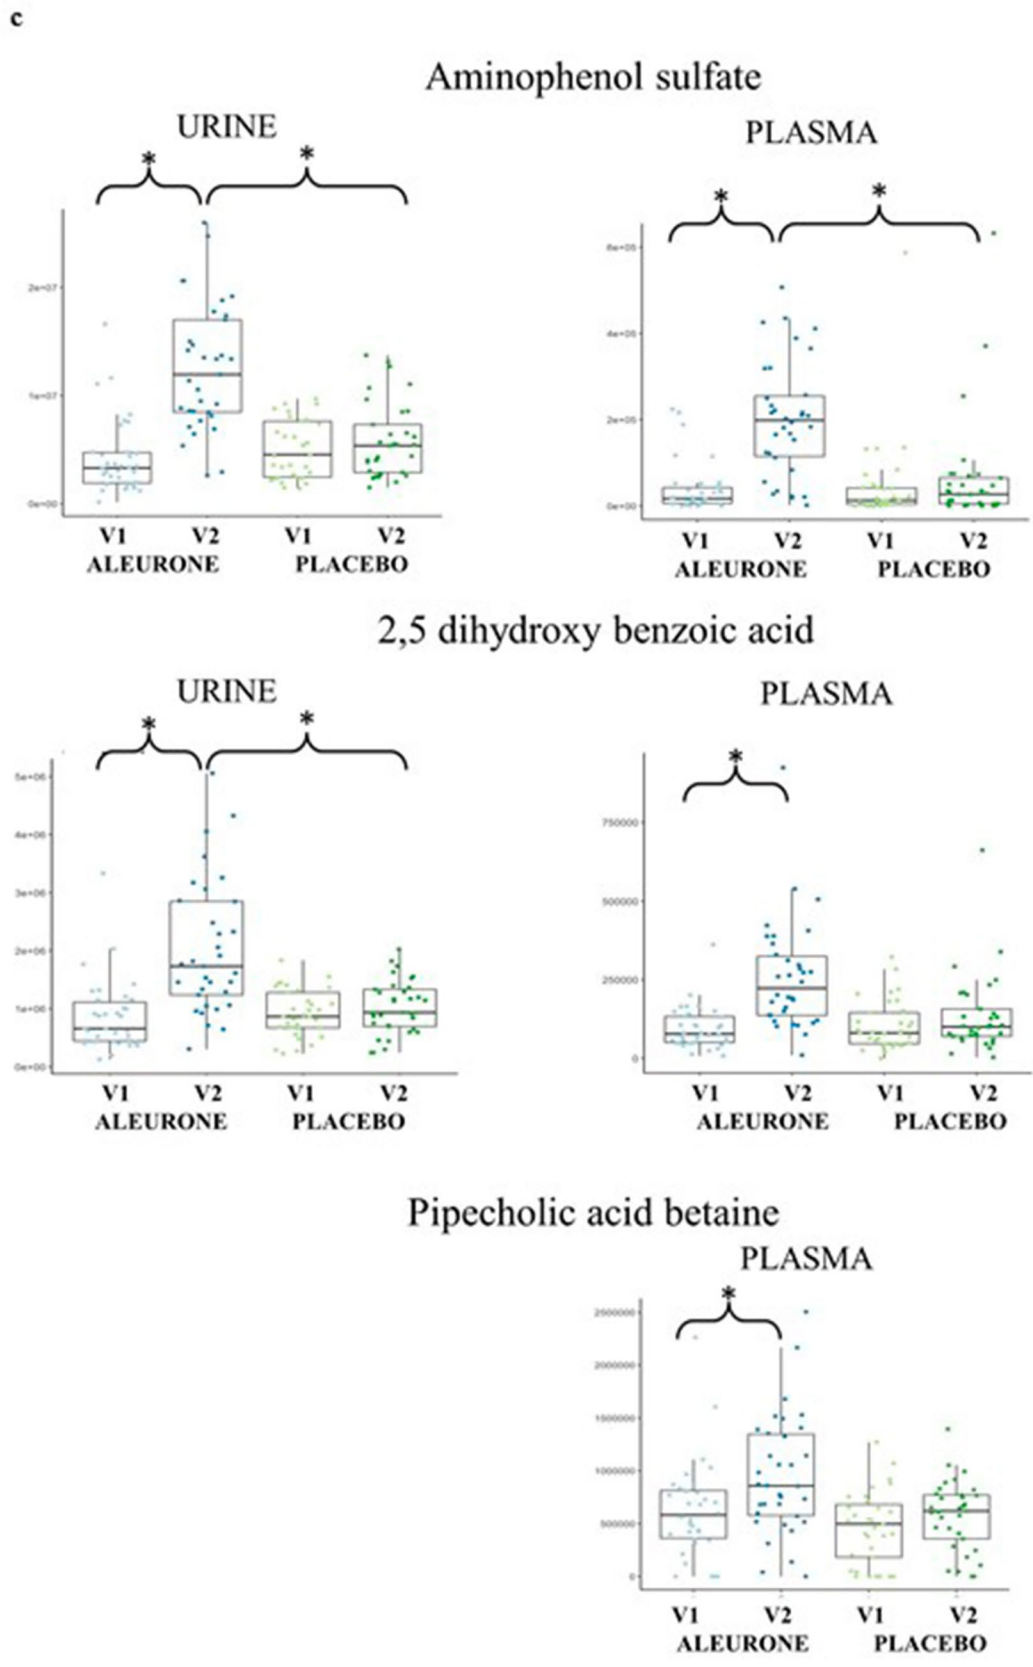 c
Aminophenol sulfate
URINE
PLASMA
* *
* *
2e+07
1e+07
0e+00
6e+05
4e+05
2e+05
0e+00
V1 V2 V1 V2
ALEURONE PLACEBO
V1 V2 V1 V2
ALEURONE PLACEBO
2,5 dihydroxy benzoic acid
URINE
PLASMA
* *
*
5e+06
4e+06
3e+06
2e+06
1e+06
0e+00
750000
500000
250000
0
V1 V2 V1 V2
ALEURONE PLACEBO
V1 V2 V1 V2
ALEURONE PLACEBO
Pipecholic acid betaine
PLASMA
*
2500000
2000000
1500000
1000000
500000
0
V1 V2 V1 V2
ALEURONE PLACEBO